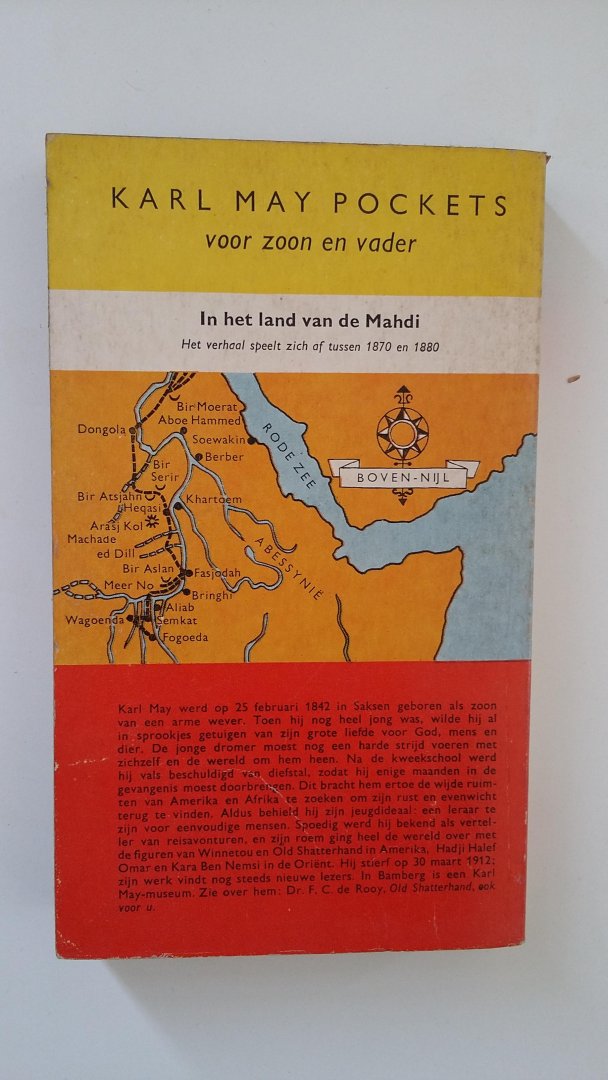 KARL MAY POCKETS
voor zoon en vader
In het land van de Mahdi
Het verhaal speelt zich af tussen 1870 en 1880
Bir Moerat
Dongola
Aboe Hammed
Soewakin
Berber
RODE ZEE
BOVEN-NIJL
Bir
Serir
Bir Atsjahn
Heqasi
Khartoem
Arasj Kol
Machade
ed Dill
ABESSYNIË
Bir Aslan
Fasjodah
Meer No
Bringhi
Aliab
Wagoenda
Semkat
Fogoeda
Karl May werd op 25 februari 1842 in Saksen geboren als zoon
van een arme wever. Toen hij nog heel jong was, wilde hij al
in sprookjes getuigen van zijn grote liefde voor God, mens en
dier. De jonge dromer moest nog een harde strijd voeren met
zichzelf en de wereld om hem heen. Na de kweekschool werd
hij vals beschuldigd van diefstal, zodat hij enige maanden in de
gevangenis moest doorbrengen. Dit bracht hem ertoe de wijde ruim-
ten van Amerika en Afrika te zoeken om zijn rust en evenwicht
terug te vinden. Aldus behield hij zijn jeugdideaal: een leraar te
zijn voor eenvoudige mensen. Spoedig werd hij bekend als vertel-
ler van reisavonturen, en zijn roem ging heel de wereld over met
de figuren van Winnetou en Old Shatterhand in Amerika, Hadji Halef
Omar en Kara Ben Nemsi in de Oriënt. Hij stierf op 30 maart 1912;
zijn werk vindt nog steeds nieuwe lezers. In Bamberg is een Karl
May-museum. Zie over hem: Dr. F. C. de Rooy, Old Shatterhand, ook
voor u.